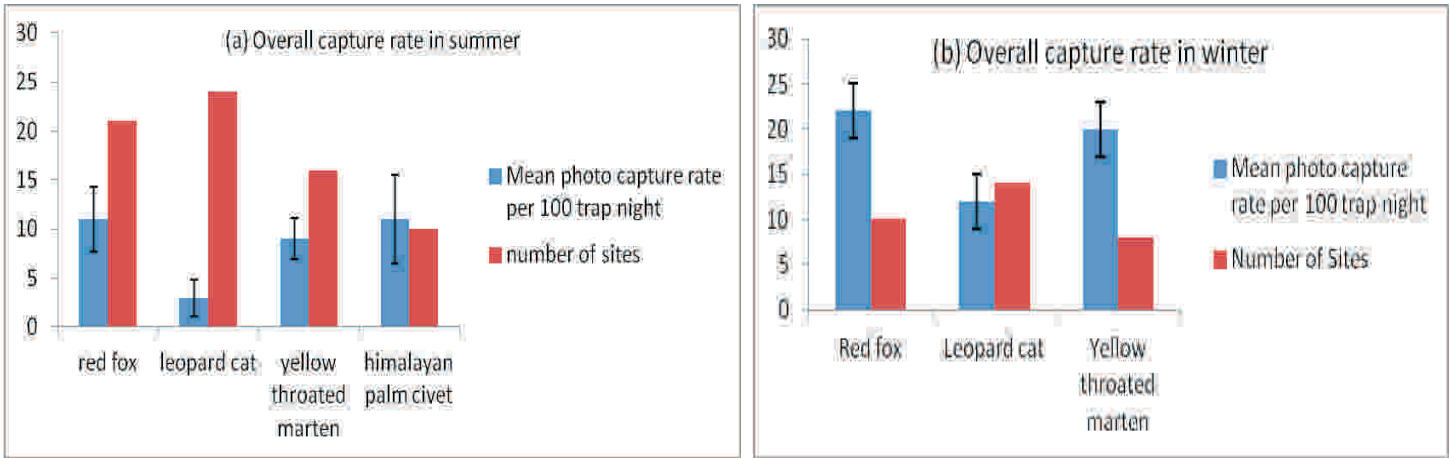 (a) Overall capture rate in summer
30
25
20
15
10
5
0
red fox
leopard cat
yellow
throated
marten
himalayan
palm civet
Mean photo capture rate
per 100 trap night
number of sites
(b) Overall capture rate in winter
30
25
20
15
10
5
0
Red fox
Leopard cat
Yellow
throated
marten
Mean photo capture
rate per 100 trap night
Number of Sites